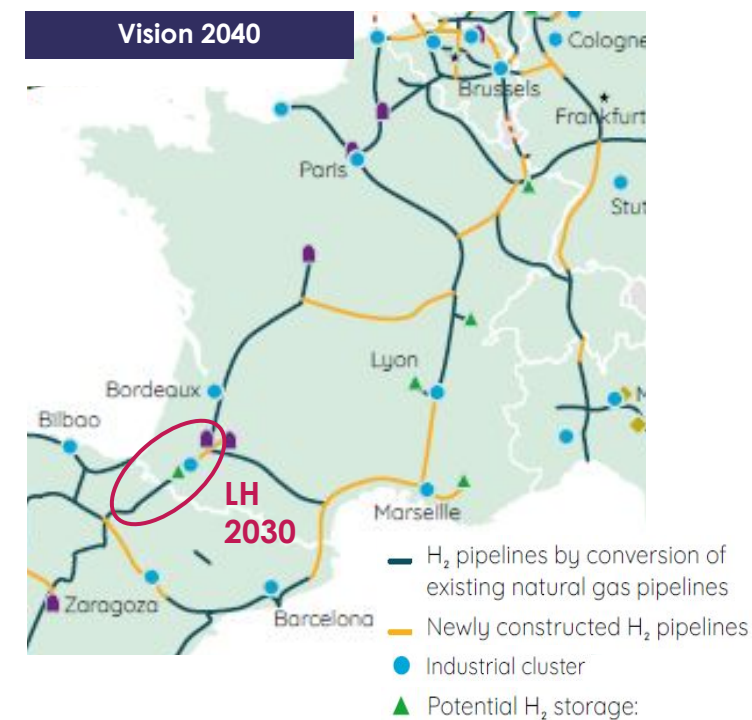 Vision 2040
Cologne
Brussels
Frankfurt
Paris
Stut
Lyon
Bordeaux
Bilbao
M
LH
2030
Marseille
Zaragoza
Barcelona
H₂ pipelines by conversion of
existing natural gas pipelines
Newly constructed H₂ pipelines
Industrial cluster
Potential H₂ storage: